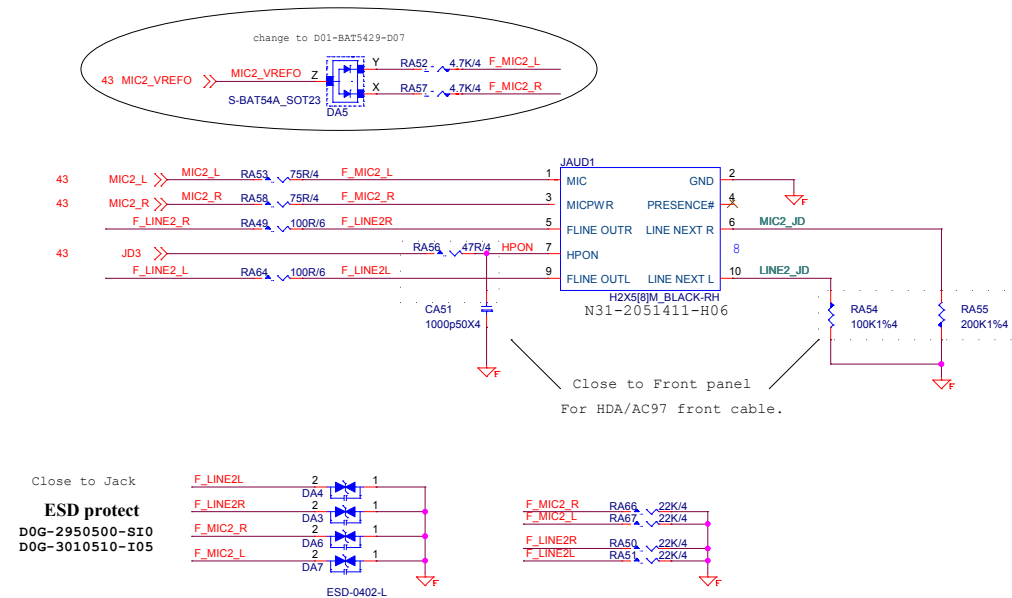 change to D01-BAT5429-D07
43 MIC2_VREFO MIC2_VREFO Z Y RA52 4.7K/4 F_MIC2_L
X RA57 4.7K/4 F_MIC2_R
S-BAT54A_SOT23
DA5
JAUD1
43 MIC2_L MIC2_L RA53 75R/4 F_MIC2_L 1 MIC GND 2
F
43 MIC2_R MIC2_R RA58 75R/4 F_MIC2_R 3 MICPWR PRESENCE# 4
F_LINE2_R RA49 100R/6 F_LINE2R 5 FLINE OUTR LINE NEXT R 6 MIC2_JD
43 JD3 RA56 47R/4 HPON 7 HPON 8
F_LINE2_L RA64 100R/6 F_LINE2L 9 FLINE OUTL LINE NEXT L 10 LINE2_JD
H2X5[8]M_BLACK-RH
N31-2051411-H06
CA51
1000p50X4
F
RA54
100K1%4
RA55
200K1%4
F
Close to Front panel
For HDA/AC97 front cable.
Close to Jack
ESD protect
D0G-2950500-SI0
D0G-3010510-I05
F_LINE2L 2 1
DA4
F_LINE2R 2 1
DA3
F_MIC2_R 2 1
DA6
F_MIC2_L 2 1
DA7
F
ESD-0402-L
F_MIC2_R RA66 22K/4
F_MIC2_L RA67 22K/4
F_LINE2R RA50 22K/4
F_LINE2L RA51 22K/4
F